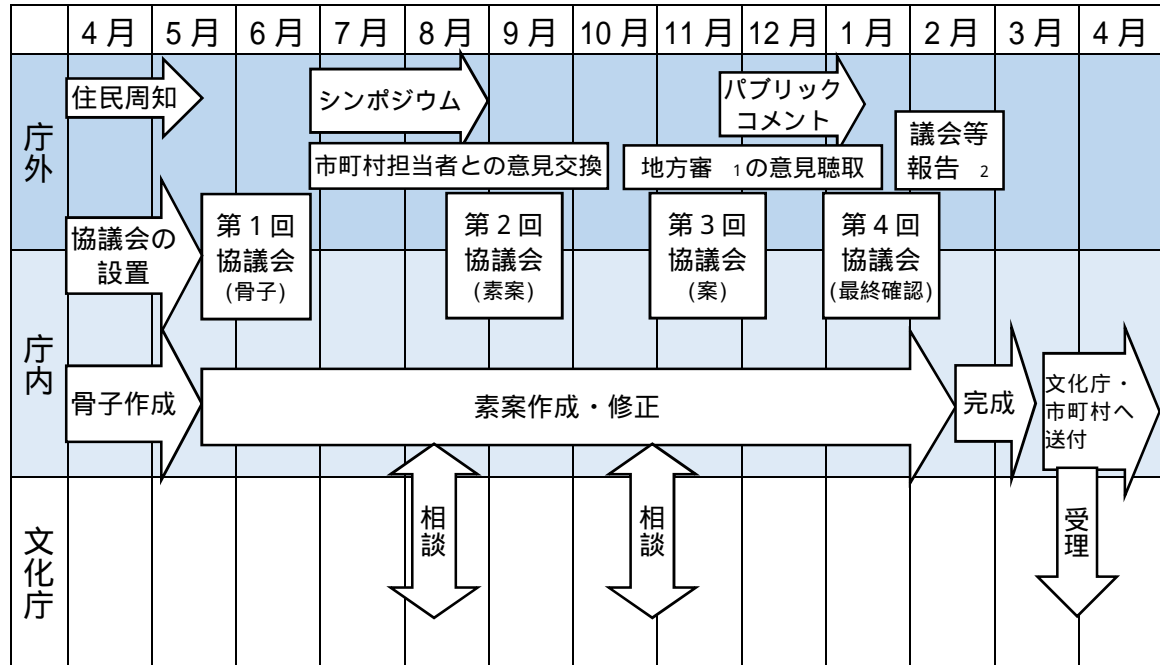 4月 5月 6月 7月 8月 9月 10月 11月 12月 1月 2月 3月 4月
庁外
住民周知
シンポジウム
パブリック
コメント
議会等
報告 2
市町村担当者との意見交換
地方審 1の意見聴取
協議会の
設置
第1回
協議会
(骨子)
第2回
協議会
(素案)
第3回
協議会
(案)
第4回
協議会
(最終確認)
庁内
骨子作成
素案作成・修正
完成
文化庁・
市町村へ
送付
文化庁
相談
相談
受理